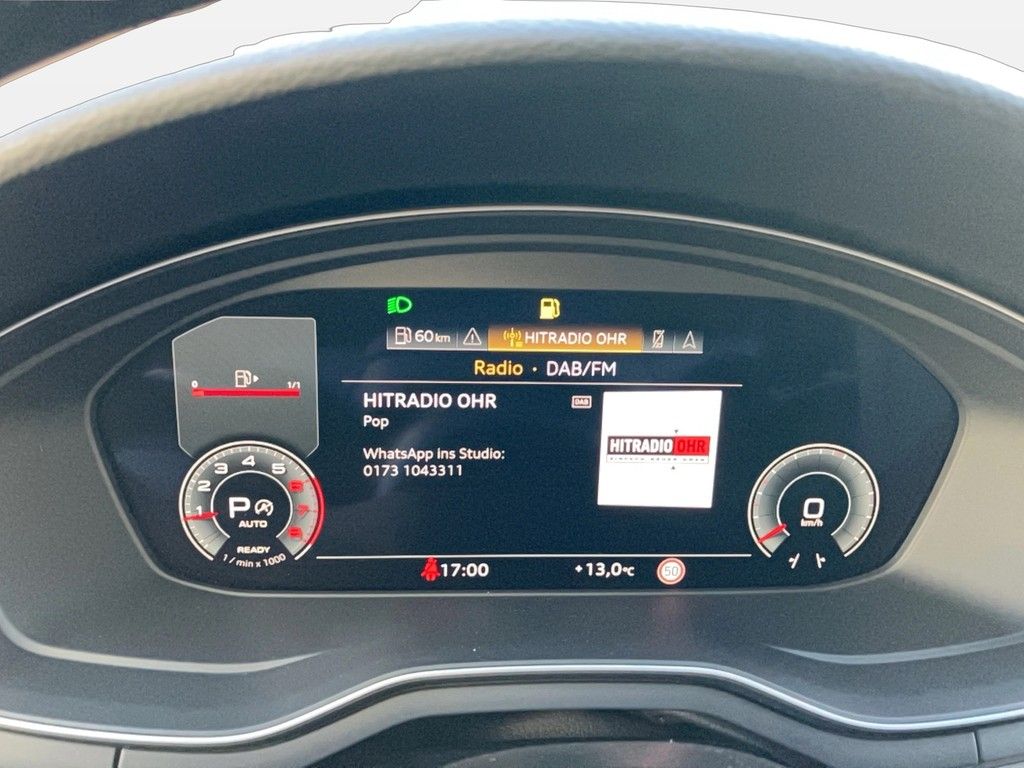 60 km
HITRADIO OHR
Radio · DAB/FM
0 1/1
HITRADIO OHR
DAB
Pop
WhatsApp ins Studio:
0173 1043311
HITRADIO OHR
1 2 3 4 5 6 7 8
P
AUTO
READY
1 / min x 1000
0
km/h
17:00
+13,0°C
50